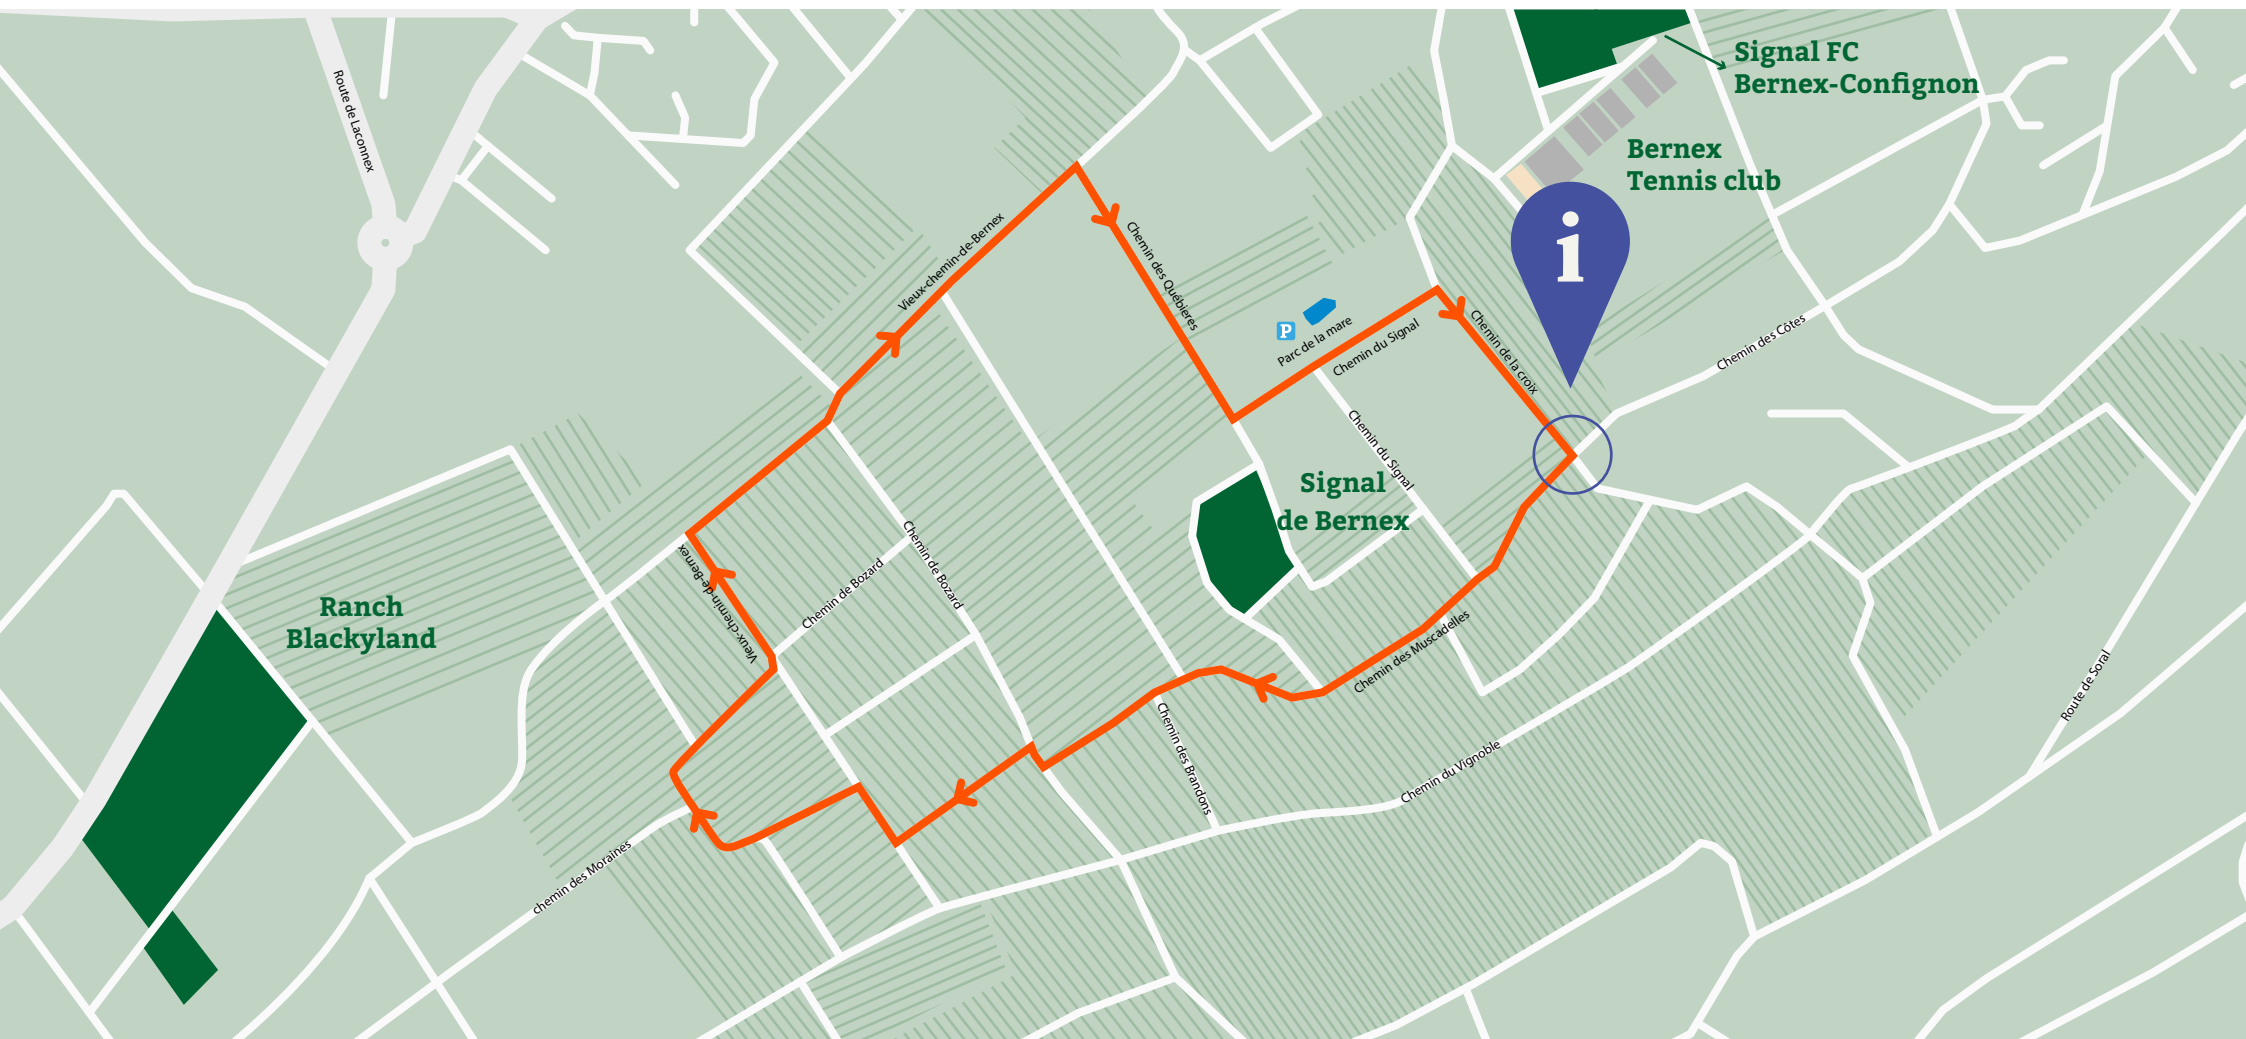 Signal FC
Bernex-Confignon
Route de Laconnex
Bernex
Tennis club
i
Vieux-chemin-de-Bernex
Chemin des Québieres
P
Parc de la mare
Chemin du Signal
Chemin de la croix
Chemin des Côtes
Chemin du Signal
Signal
de Bernex
Chemin de Bozard
Chemin de Bozard
Vieux-chemin-de-Bernex
Ranch
Blackyland
Chemin des Muscadelles
Route de Soral
Chemin des Brandons
Chemin du Vignoble
chemin des Moraines